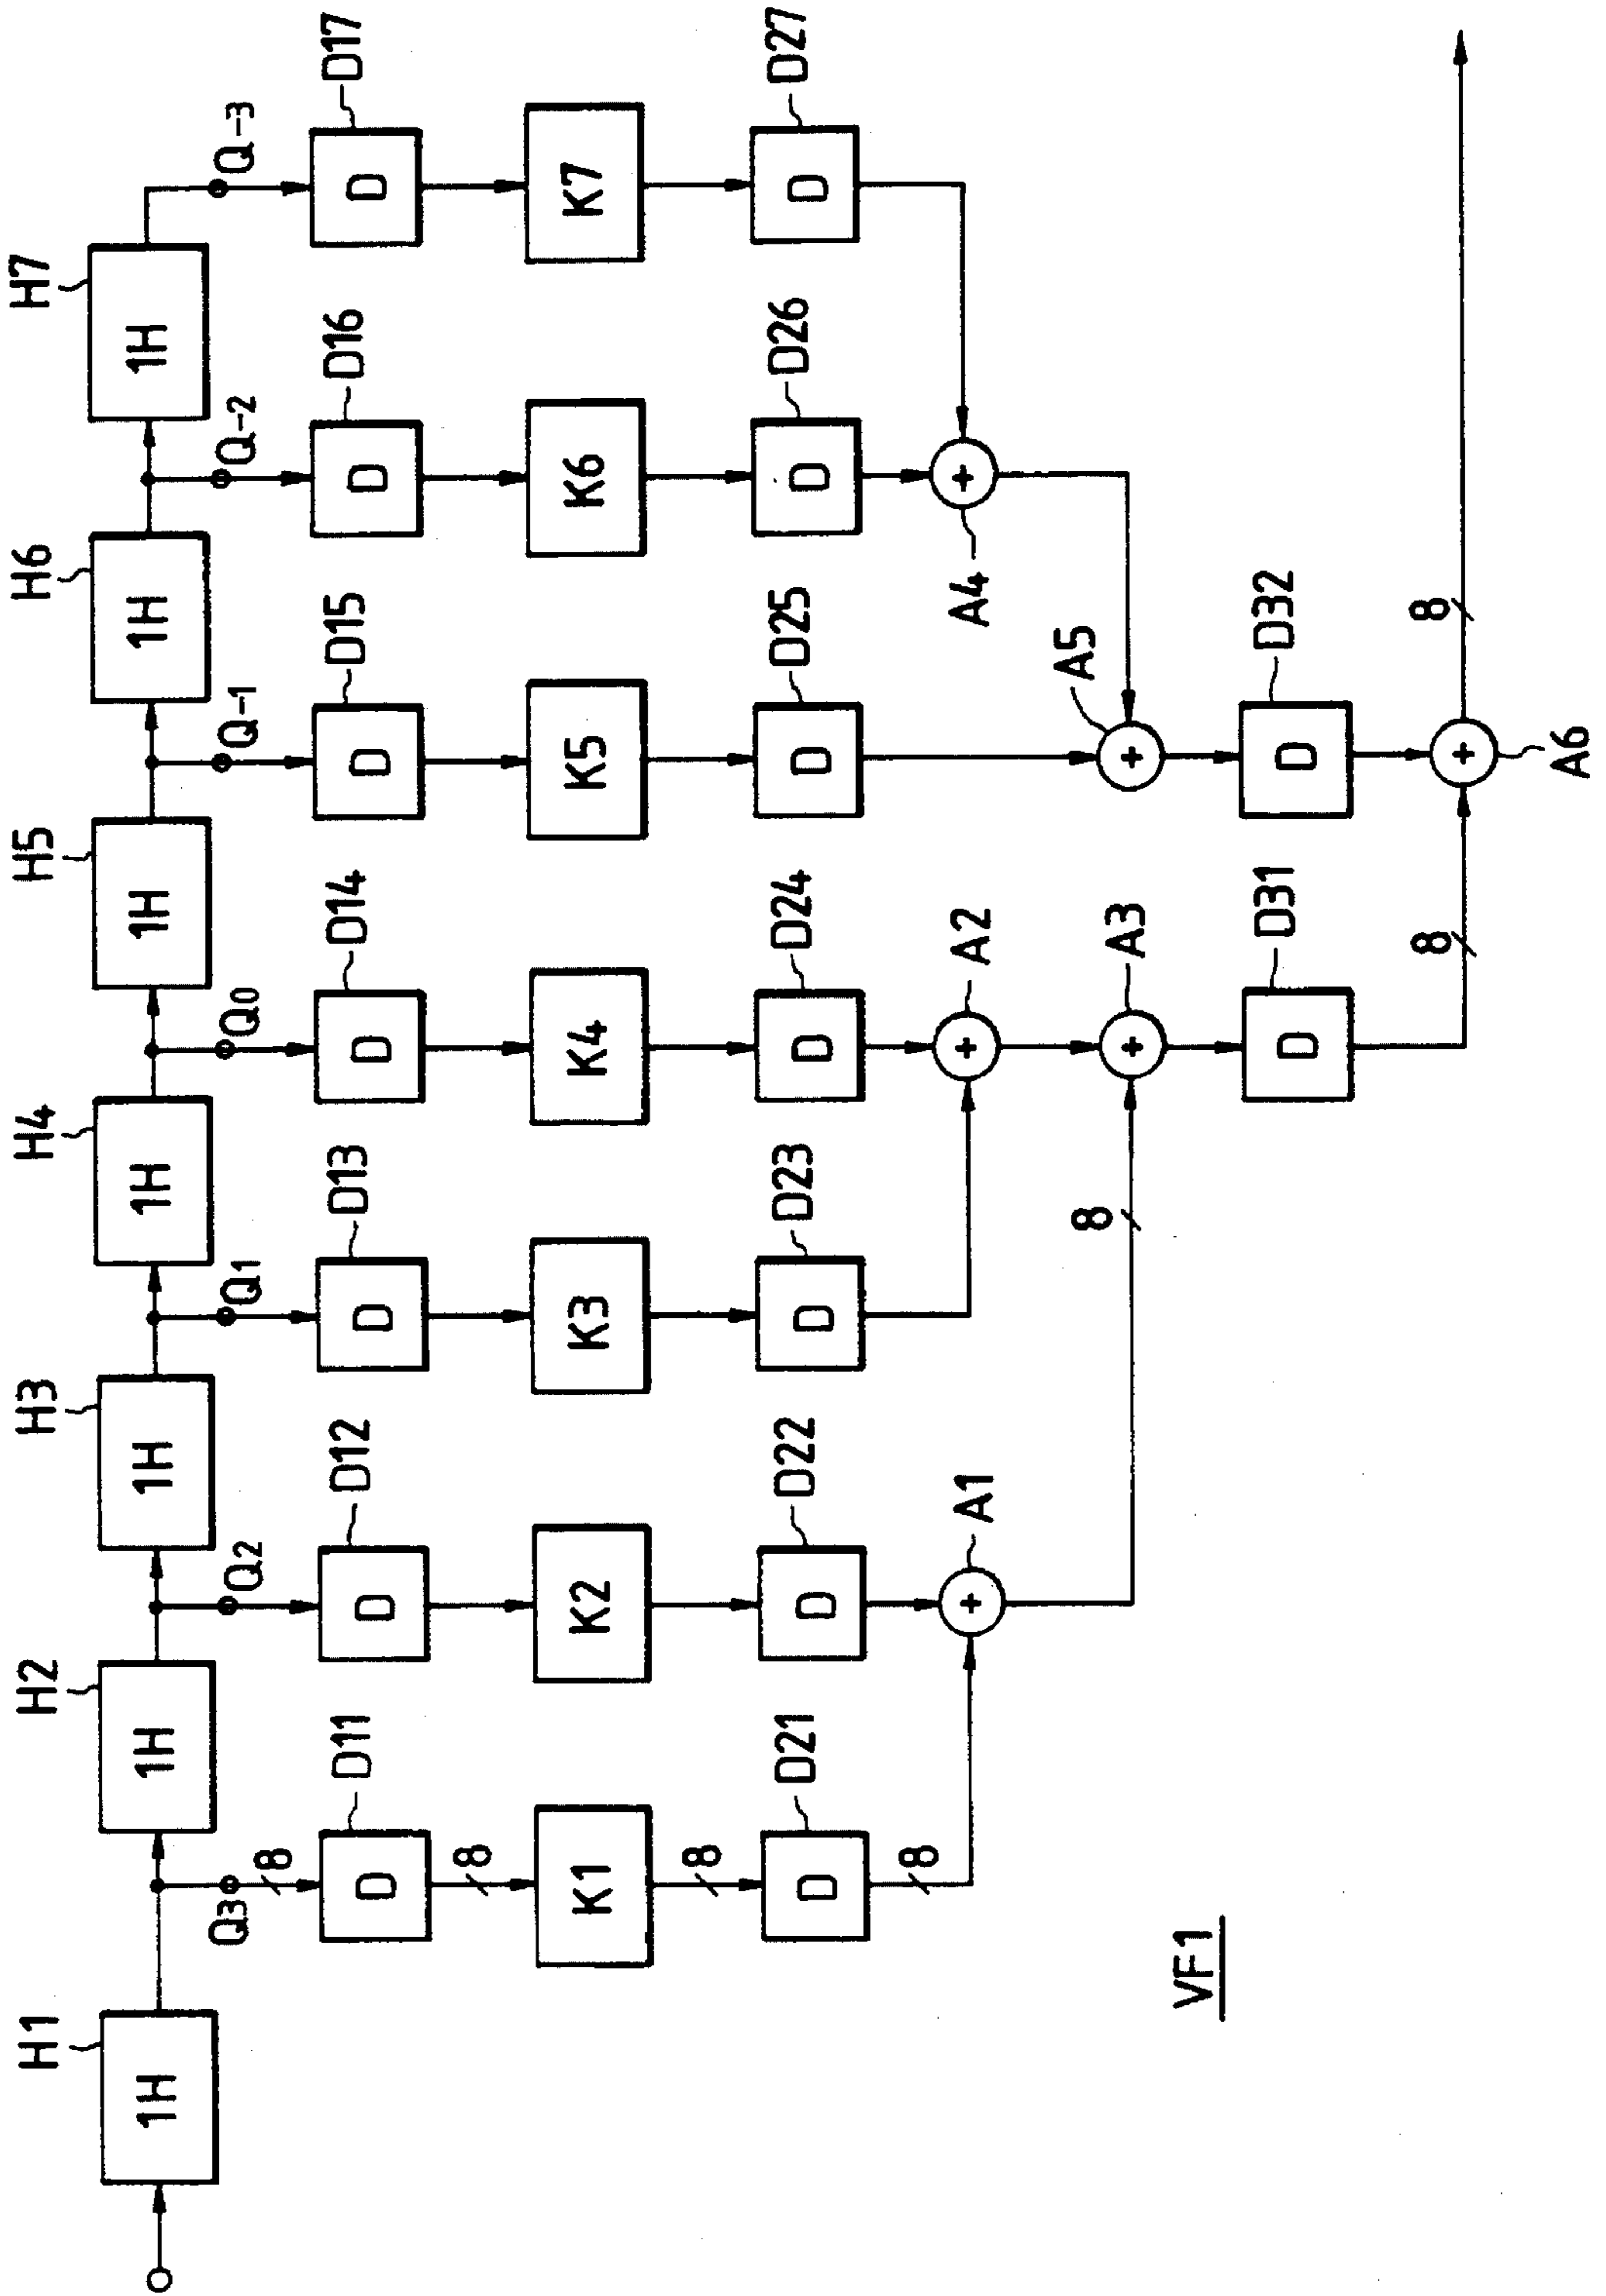 H1 H2 H3 H4 H5 H6 H7
1H 1H 1H 1H 1H 1H 1H
Q3 Q2 Q1 Q0 Q-1 Q-2 Q-3
8
D11 D12 D13 D14 D15 D16 D17
D D D D D D D
8
K1 K2 K3 K4 K5 K6 K7
8
D21 D22 D23 D24 D25 D26 D27
D D D D D D D
8
+ + +
A1 A2 A4
8
+ +
A3 A5
D31 D32
D D
8
+
A6
8
VF1